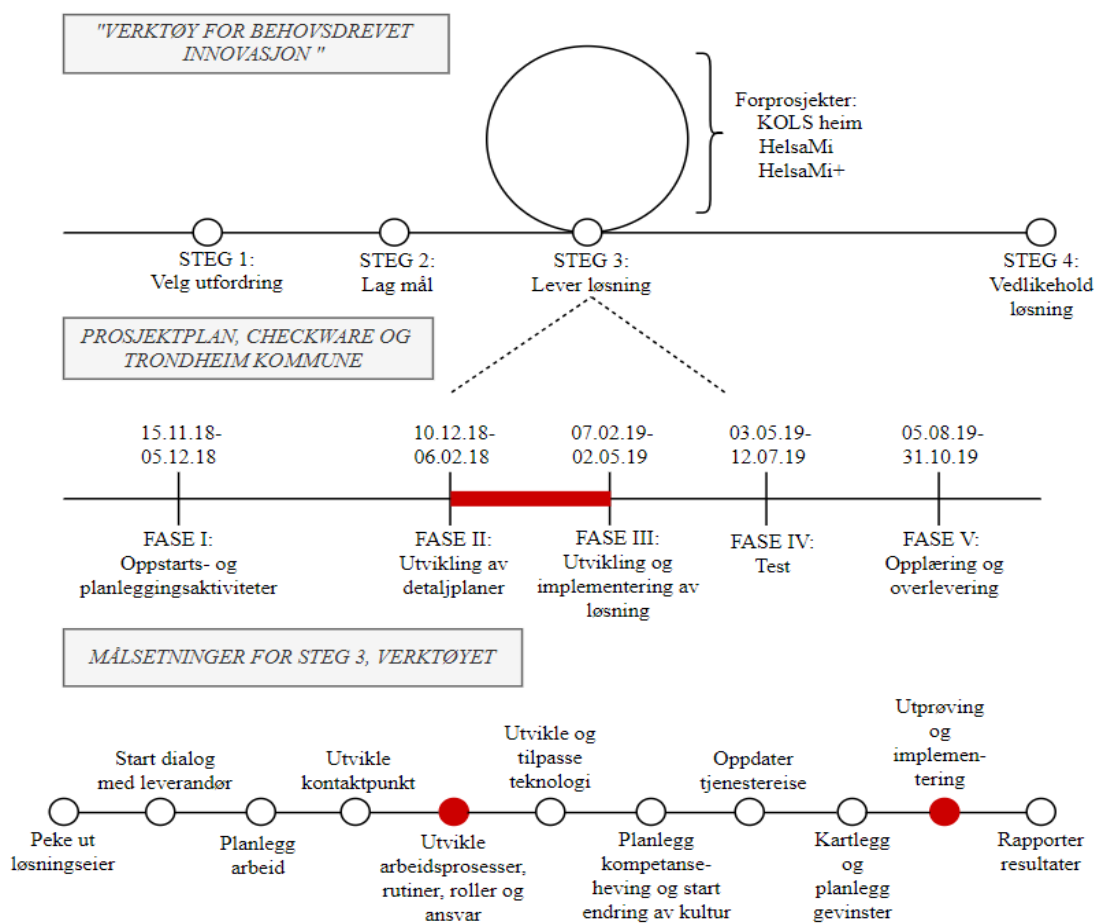 "VERKTØY FOR BEHOVSDREVET
INNOVASJON "
Forprosjekter:
KOLS heim
HelsaMi
HelsaMi+
STEG 1:
Velg utfordring
STEG 2:
Lag mål
STEG 3:
Lever løsning
STEG 4:
Vedlikehold
løsning
PROSJEKTPLAN, CHECKWARE OG
TRONDHEIM KOMMUNE
15.11.18-
05.12.18
10.12.18-
06.02.18
07.02.19-
02.05.19
03.05.19-
12.07.19
05.08.19-
31.10.19
FASE I:
Oppstarts- og
planleggingsaktiviteter
FASE II:
Utvikling av
detaljplaner
FASE III:
Utvikling og
implementering av
løsning
FASE IV:
Test
FASE V:
Opplæring og
overlevering
MÅLSETNINGER FOR STEG 3, VERKTØYET
Peke ut
løsningseier
Start dialog
med leverandør
Planlegg
arbeid
Utvikle
kontaktpunkt
Utvikle
arbeidsprosesser,
rutiner, roller og
ansvar
Utvikle og
tilpasse
teknologi
Planlegg
kompetanse-
heving og start
endring av kultur
Oppdater
tjenestereise
Kartlegg
og
planlegg
gevinster
Utprøving
og
implemen-
tering
Rapporter
resultater